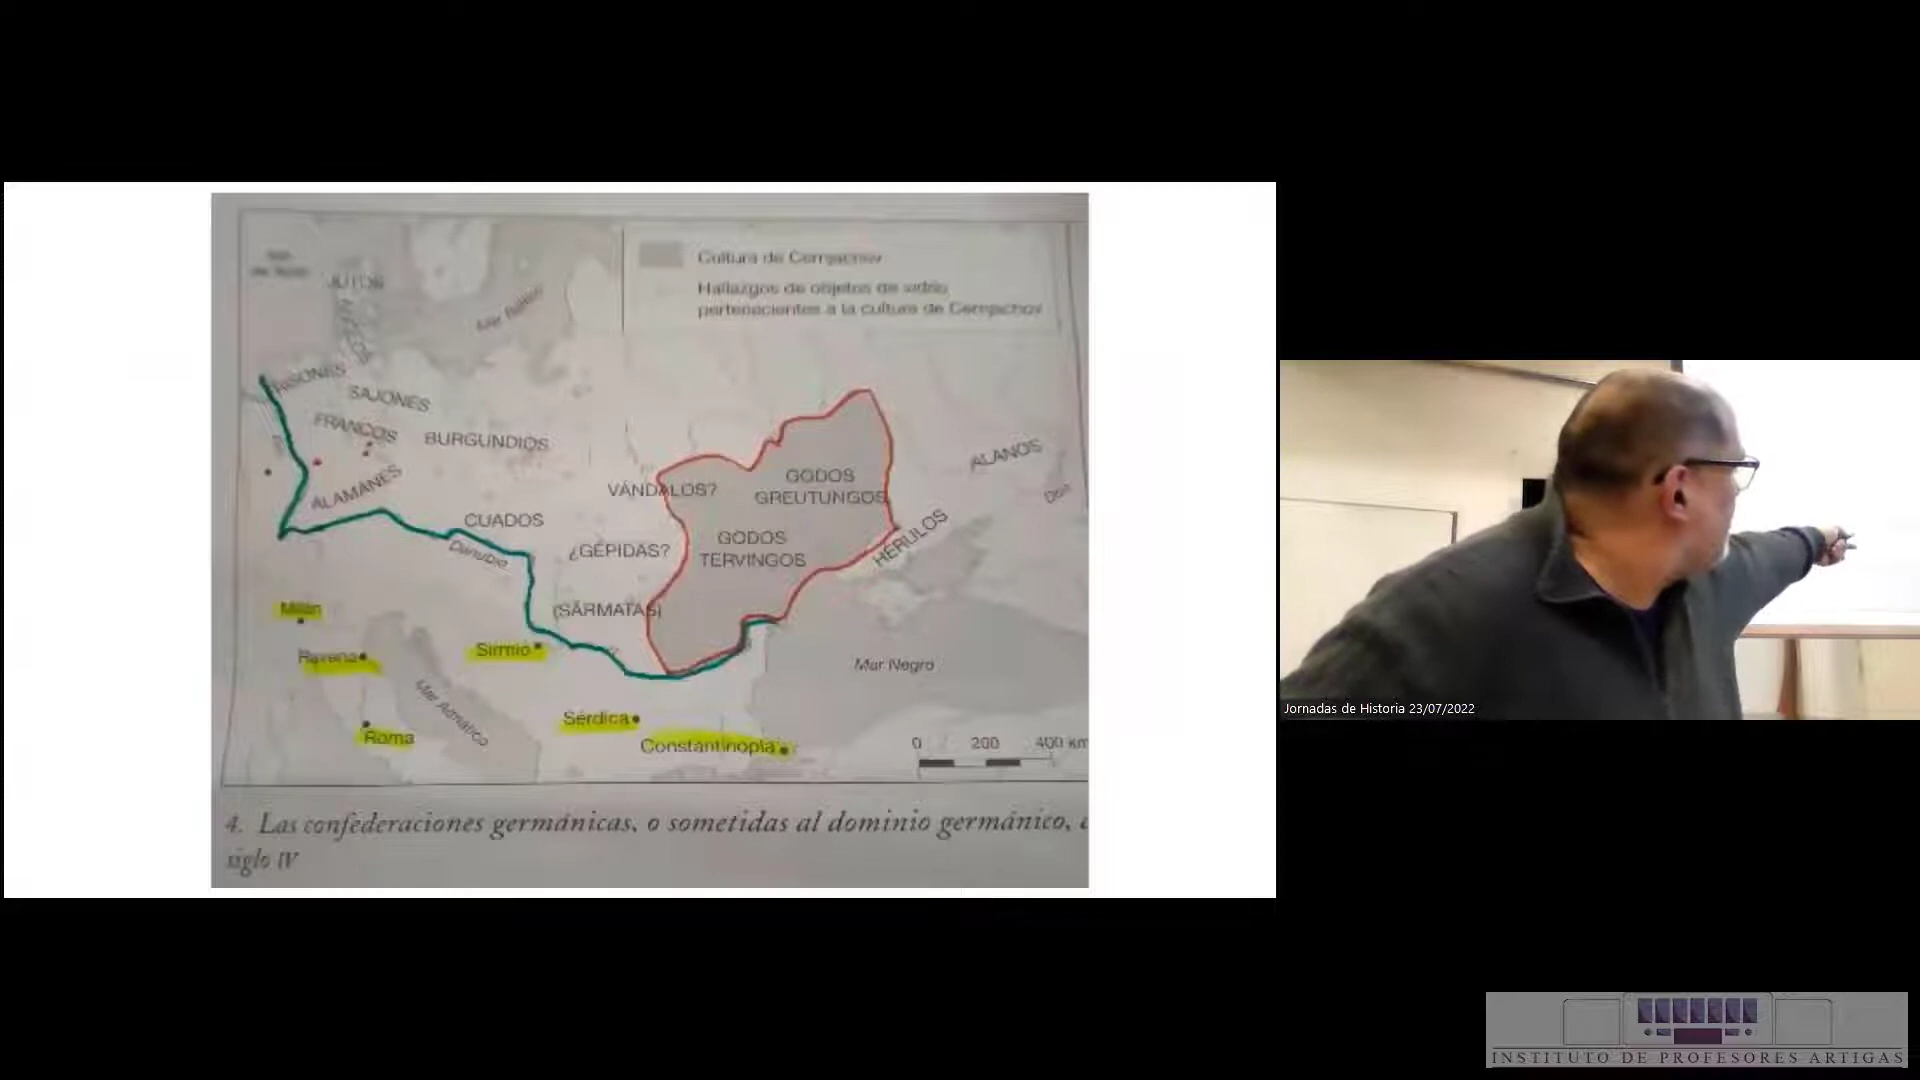 Cultura de Cernjachov
Hallazgos de objetos de vidrio
pertenecientes a la cultura de Cernjachov
JUTOS
Mar Báltico
FRISONES
SAJONES
FRANCOS
BURGUNDIOS
ALAMANES
CUADOS
Danubio
VÁNDALOS?
¿GÉPIDAS?
(SÁRMATAS)
GODOS
GREUTUNGOS
GODOS
TERVINGOS
HÉRULOS
ALANOS
Don
Milán
Ravena
Roma
Mar Adriático
Sirmio
Sérdica
Constantinopla
Mar Negro
0 200 400 km
4. Las confederaciones germánicas, o sometidas al dominio germánico,
siglo IV
Jornadas de Historia 23/07/2022
INSTITUTO DE PROFESORES ARTIGAS